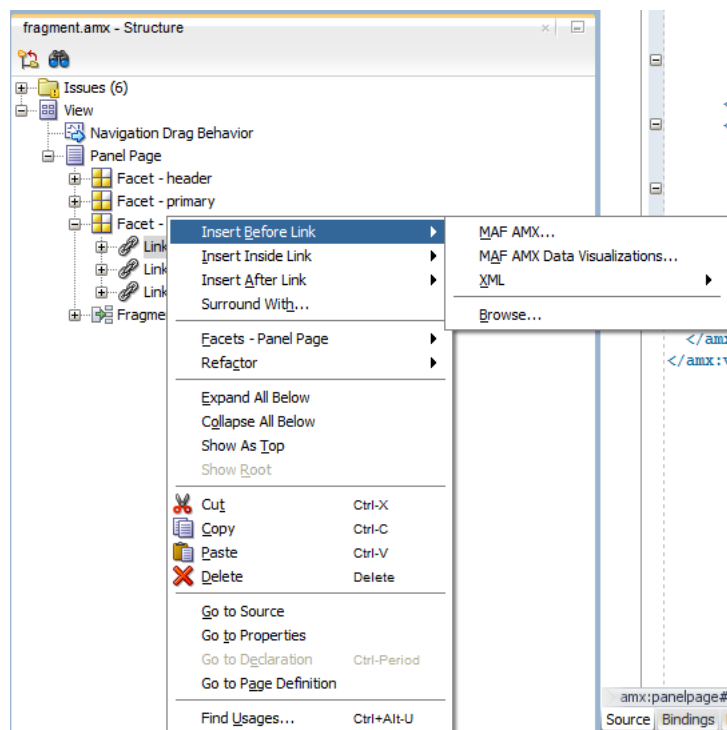 fragment.amx - Structure
Issues (6)
View
Navigation Drag Behavior
Panel Page
Facet - header
Facet - primary
Facet -
Link
Link
Link
Fragme
Insert Before Link
Insert Inside Link
Insert After Link
Surround With...
Facets - Panel Page
Refactor
Expand All Below
Collapse All Below
Show As Top
Show Root
Cut Ctrl-X
Copy Ctrl-C
Paste Ctrl-V
Delete Delete
Go to Source
Go to Properties
Go to Declaration Ctrl-Period
Go to Page Definition
Find Usages... Ctrl+Alt-U
MAF AMX...
MAF AMX Data Visualizations...
XML
Browse...
</amx
</amx:v
amx:panelpage#
Source Bindings